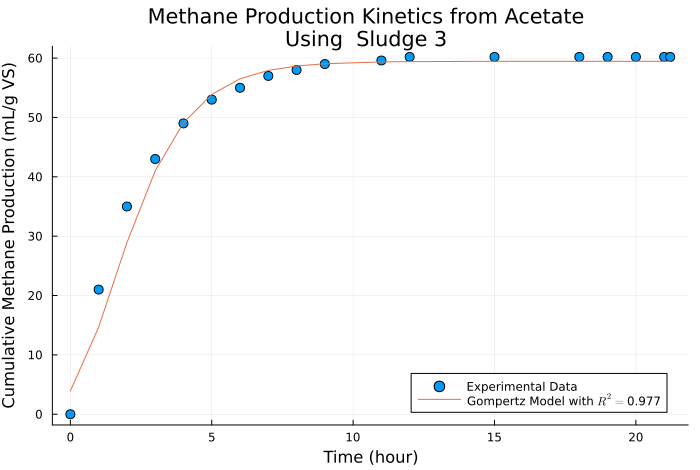 Methane Production Kinetics from Acetate
Using  Sludge 3
Cumulative Methane Production (mL/g VS)
60
50
40
30
20
10
0
0 5 10 15 20
Time (hour)
Experimental Data
Gompertz Model with R² = 0.977